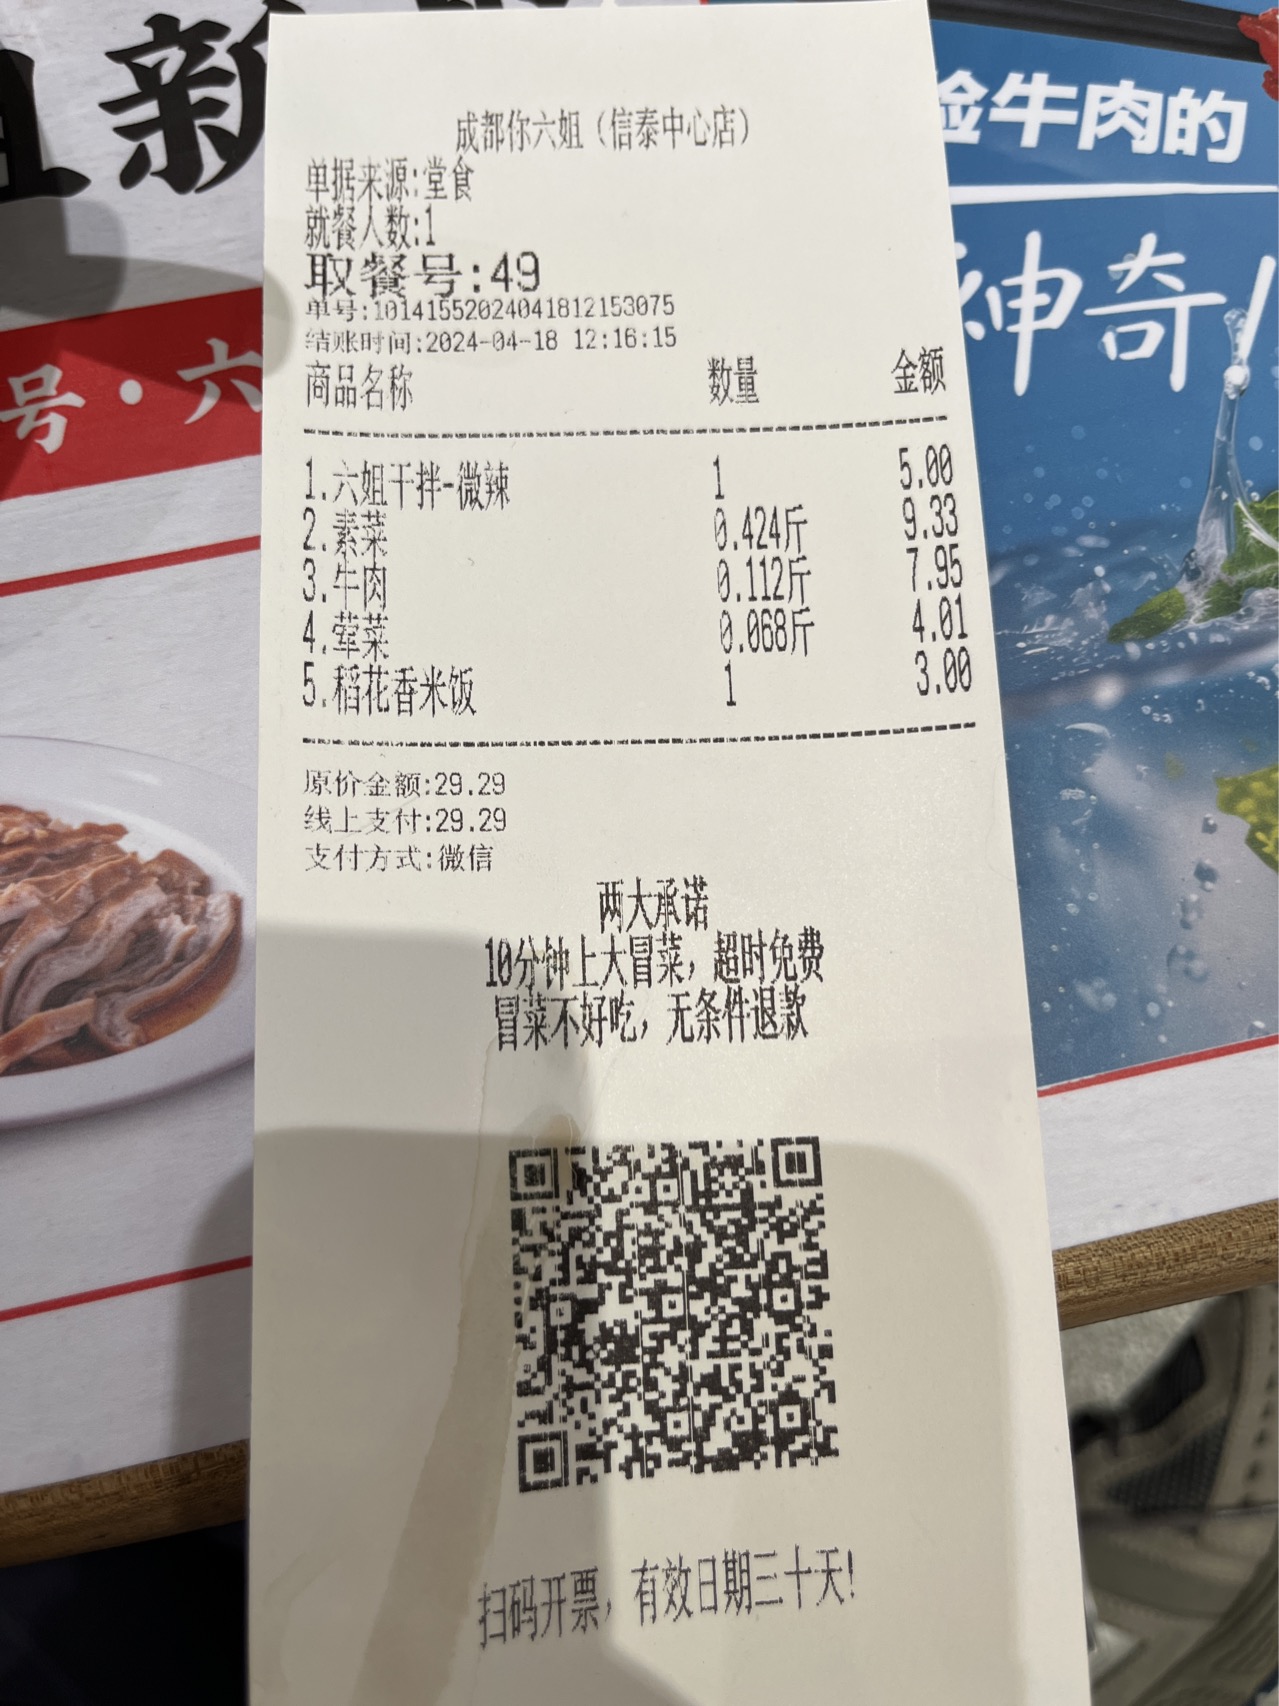 新
号·六
牛肉的
神奇!
成都你六姐（信泰中心店）
单据来源:堂食
就餐人数:1
取餐号:49
单号:10141552024041812153075
结账时间:2024-04-18 12:16:15
商品名称 数量 金额
1.六姐干拌-微辣 1 5.00
2.素菜 0.424斤 9.33
3.牛肉 0.112斤 7.95
4.荤菜 0.068斤 4.01
5.稻花香米饭 1 3.00
原价金额:29.29
线上支付:29.29
支付方式:微信
两大承诺
10分钟上大冒菜，超时免费
冒菜不好吃，无条件退款
扫码开票，有效日期三十天!